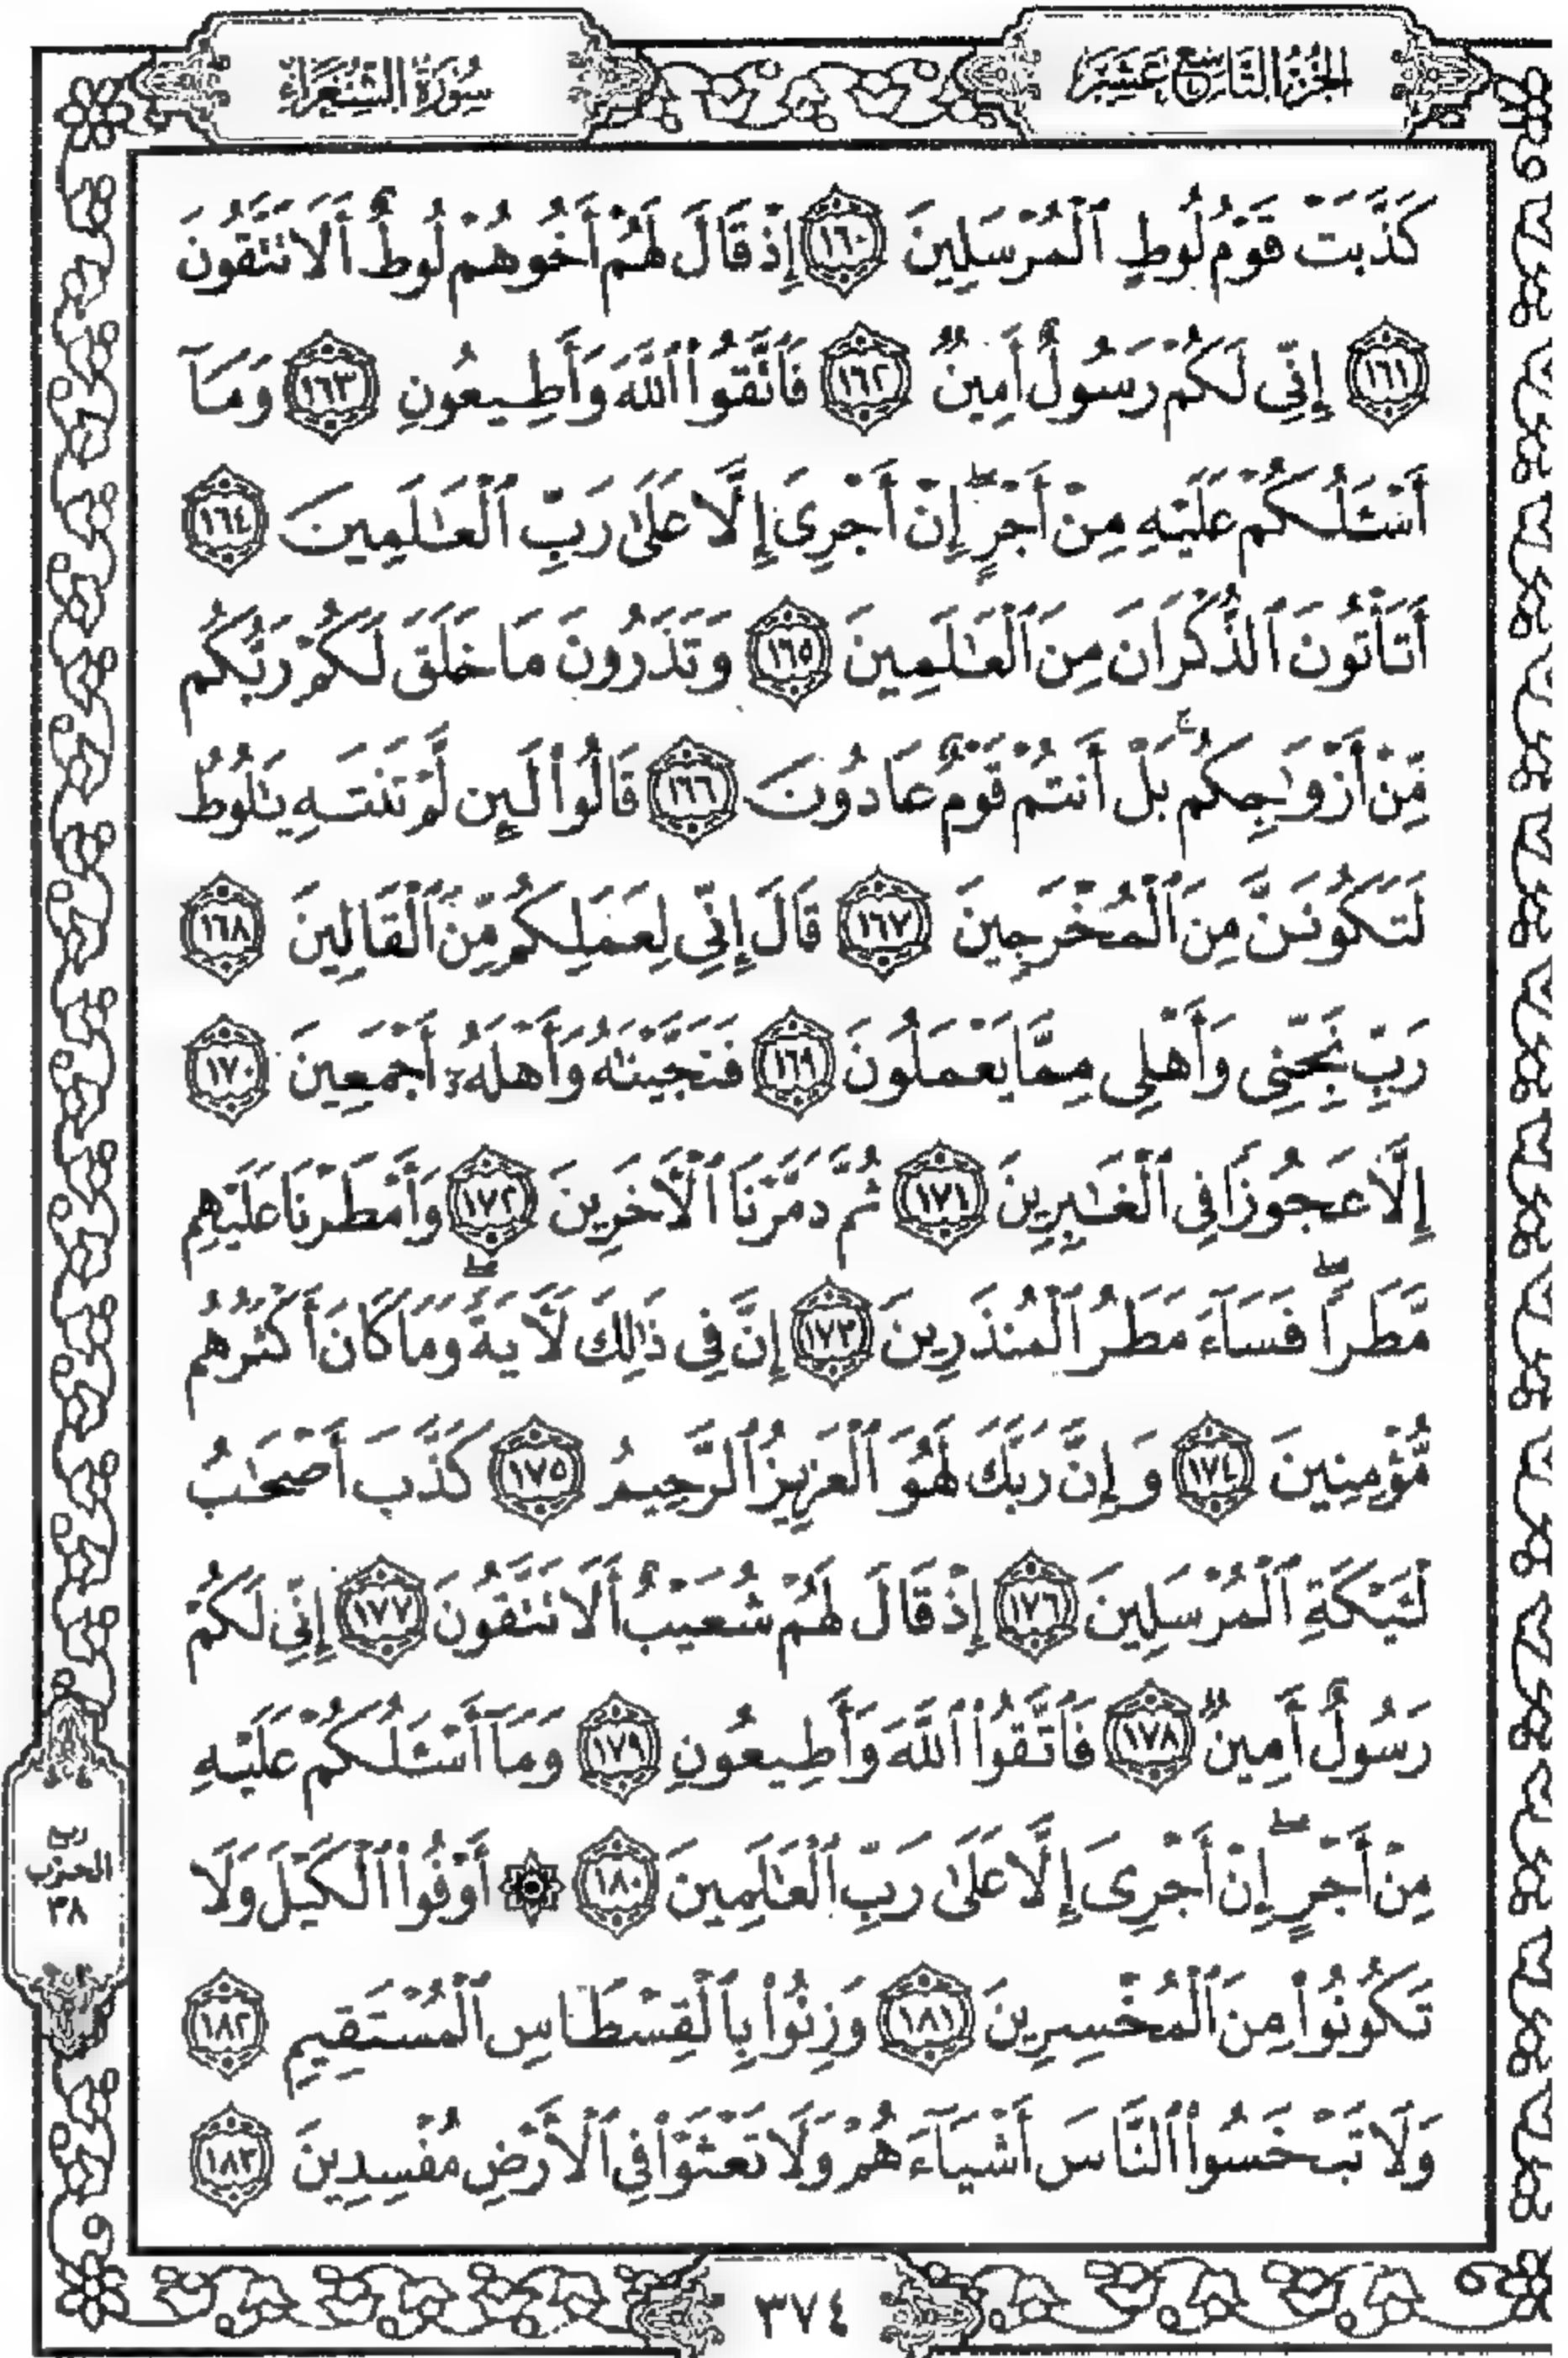 الجزء التاسع عشر
سورة الشعراء
كَذَّبَتْ قَوْمُ لُوطٍ ٱلْمُرْسَلِينَ ١٦٠ إِذْ قَالَ لَهُمْ أَخُوهُمْ لُوطٌ أَلَا تَتَّقُونَ
١٦١ إِنِّى لَكُمْ رَسُولٌ أَمِينٌ ١٦٢ فَٱتَّقُوا۟ ٱللَّهَ وَأَطِيعُونِ ١٦٣ وَمَآ
أَسْـَٔلُكُمْ عَلَيْهِ مِنْ أَجْرٍ ۖ إِنْ أَجْرِىَ إِلَّا عَلَىٰ رَبِّ ٱلْعَـٰلَمِينَ ١٦٤
أَتَأْتُونَ ٱلذُّكْرَانَ مِنَ ٱلْعَـٰلَمِينَ ١٦٥ وَتَذَرُونَ مَا خَلَقَ لَكُمْ رَبُّكُم
مِّنْ أَزْوَٰجِكُم ۚ بَلْ أَنتُمْ قَوْمٌ عَادُونَ ١٦٦ قَالُوا۟ لَئِن لَّمْ تَنتَهِ يَـٰلُوطُ
لَتَكُونَنَّ مِنَ ٱلْمُخْرَجِينَ ١٦٧ قَالَ إِنِّى لِعَمَلِكُم مِّنَ ٱلْقَالِينَ ١٦٨
رَبِّ نَجِّنِى وَأَهْلِى مِمَّا يَعْمَلُونَ ١٦٩ فَنَجَّيْنَـٰهُ وَأَهْلَهُۥٓ أَجْمَعِينَ ١٧٠
إِلَّا عَجُوزًا فِى ٱلْغَـٰبِرِينَ ١٧١ ثُمَّ دَمَّرْنَا ٱلْـَٔاخَرِينَ ١٧٢ وَأَمْطَرْنَا عَلَيْهِم
مَّطَرًا ۖ فَسَآءَ مَطَرُ ٱلْمُنذَرِينَ ١٧٣ إِنَّ فِى ذَٰلِكَ لَـَٔايَةً ۖ وَمَا كَانَ أَكْثَرُهُم
مُّؤْمِنِينَ ١٧٤ وَإِنَّ رَبَّكَ لَهُوَ ٱلْعَزِيزُ ٱلرَّحِيمُ ١٧٥ كَذَّبَ أَصْحَـٰبُ
لْـَٔيْكَةِ ٱلْمُرْسَلِينَ ١٧٦ إِذْ قَالَ لَهُمْ شُعَيْبٌ أَلَا تَتَّقُونَ ١٧٧ إِنِّى لَكُمْ
رَسُولٌ أَمِينٌ ١٧٨ فَٱتَّقُوا۟ ٱللَّهَ وَأَطِيعُونِ ١٧٩ وَمَآ أَسْـَٔلُكُمْ عَلَيْهِ
مِنْ أَجْرٍ ۖ إِنْ أَجْرِىَ إِلَّا عَلَىٰ رَبِّ ٱلْعَـٰلَمِينَ ١٨٠ ۞ أَوْفُوا۟ ٱلْكَيْلَ وَلَا
تَكُونُوا۟ مِنَ ٱلْمُخْسِرِينَ ١٨١ وَزِنُوا۟ بِٱلْقِسْطَاسِ ٱلْمُسْتَقِيمِ ١٨٢
وَلَا تَبْخَسُوا۟ ٱلنَّاسَ أَشْيَآءَهُمْ وَلَا تَعْثَوْا۟ فِى ٱلْأَرْضِ مُفْسِدِينَ ١٨٣
ربع
الحزب
٣٨
٣٧٤